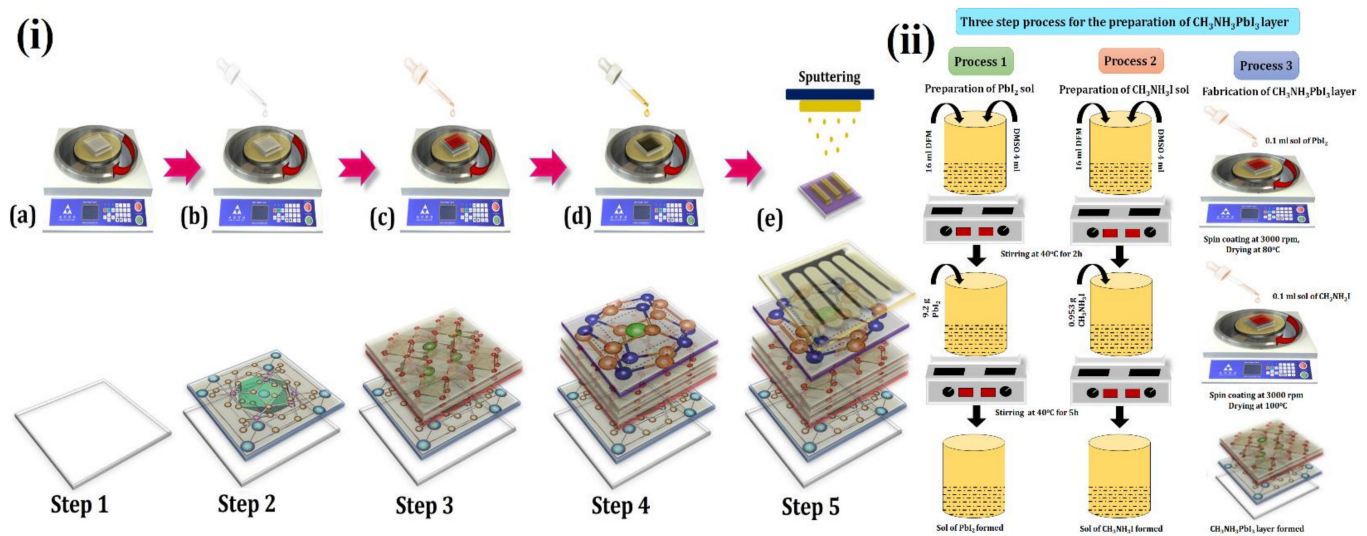 (i)
Sputtering
(a)
(b)
(c)
(d)
(e)
Step 1
Step 2
Step 3
Step 4
Step 5
(ii)
Three step process for the preparation of CH₃NH₃PbI₃ layer
Process 1
Preparation of PbI₂ sol
16 ml DFM
DMSO 4 ml
Stirring at 40°C for 2h
9.2 g
PbI₂
Stirring at 40°C for 5h
Sol of PbI₂ formed
Process 2
Preparation of CH₃NH₃I sol
16 ml DFM
DMSO 4 ml
0.953 g
CH₃NH₃I
Sol of CH₃NH₃I formed
Process 3
Fabrication of CH₃NH₃PbI₃ layer
0.1 ml sol of PbI₂
Spin coating at 3000 rpm,
Drying at 80°C
0.1 ml sol of CH₃NH₃I
Spin coating at 3000 rpm
Drying at 100°C
CH₃NH₃PbI₃ layer formed